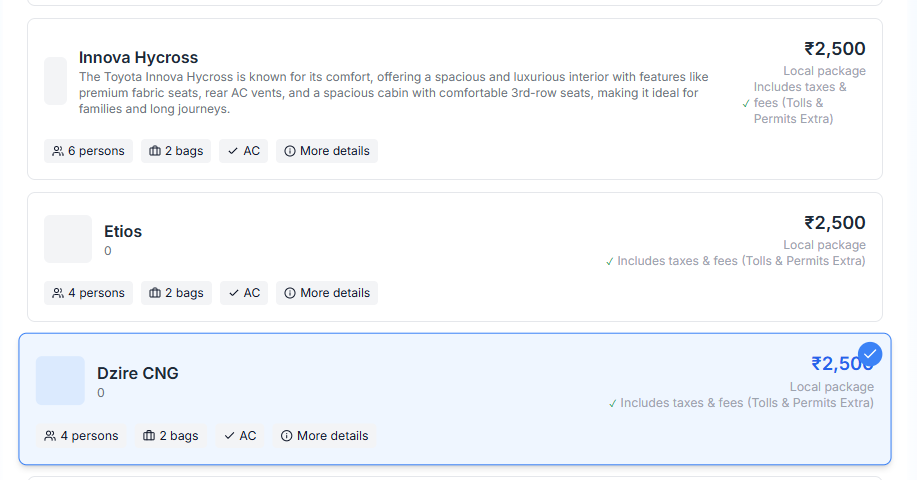 Innova Hycross
The Toyota Innova Hycross is known for its comfort, offering a spacious and luxurious interior with features like
premium fabric seats, rear AC vents, and a spacious cabin with comfortable 3rd-row seats, making it ideal for
families and long journeys.
₹2,500
Local package
Includes taxes &
✓ fees (Tolls &
Permits Extra)
6 persons
2 bags
✓ AC
More details
Etios
0
₹2,500
Local package
✓ Includes taxes & fees (Tolls & Permits Extra)
4 persons
2 bags
✓ AC
More details
Dzire CNG
0
₹2,500
Local package
✓ Includes taxes & fees (Tolls & Permits Extra)
4 persons
2 bags
✓ AC
More details